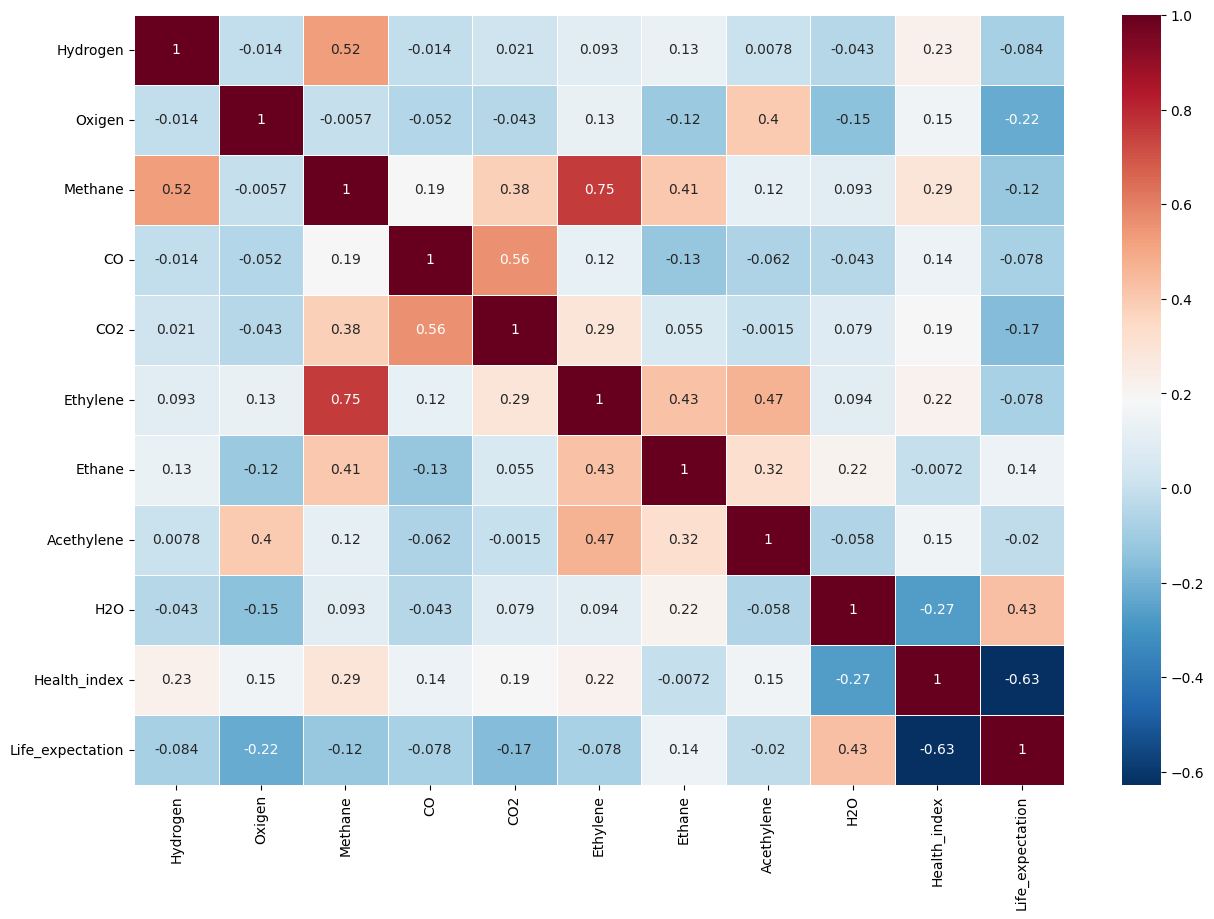 Hydrogen 1 -0.014 0.52 -0.014 0.021 0.093 0.13 0.0078 -0.043 0.23 -0.084
Oxigen -0.014 1 -0.0057 -0.052 -0.043 0.13 -0.12 0.4 -0.15 0.15 -0.22
Methane 0.52 -0.0057 1 0.19 0.38 0.75 0.41 0.12 0.093 0.29 -0.12
CO -0.014 -0.052 0.19 1 0.56 0.12 -0.13 -0.062 -0.043 0.14 -0.078
CO2 0.021 -0.043 0.38 0.56 1 0.29 0.055 -0.0015 0.079 0.19 -0.17
Ethylene 0.093 0.13 0.75 0.12 0.29 1 0.43 0.47 0.094 0.22 -0.078
Ethane 0.13 -0.12 0.41 -0.13 0.055 0.43 1 0.32 0.22 -0.0072 0.14
Acethylene 0.0078 0.4 0.12 -0.062 -0.0015 0.47 0.32 1 -0.058 0.15 -0.02
H2O -0.043 -0.15 0.093 -0.043 0.079 0.094 0.22 -0.058 1 -0.27 0.43
Health_index 0.23 0.15 0.29 0.14 0.19 0.22 -0.0072 0.15 -0.27 1 -0.63
Life_expectation -0.084 -0.22 -0.12 -0.078 -0.17 -0.078 0.14 -0.02 0.43 -0.63 1
Hydrogen Oxigen Methane CO CO2 Ethylene Ethane Acethylene H2O Health_index Life_expectation
1.0
0.8
0.6
0.4
0.2
0.0
−0.2
−0.4
−0.6